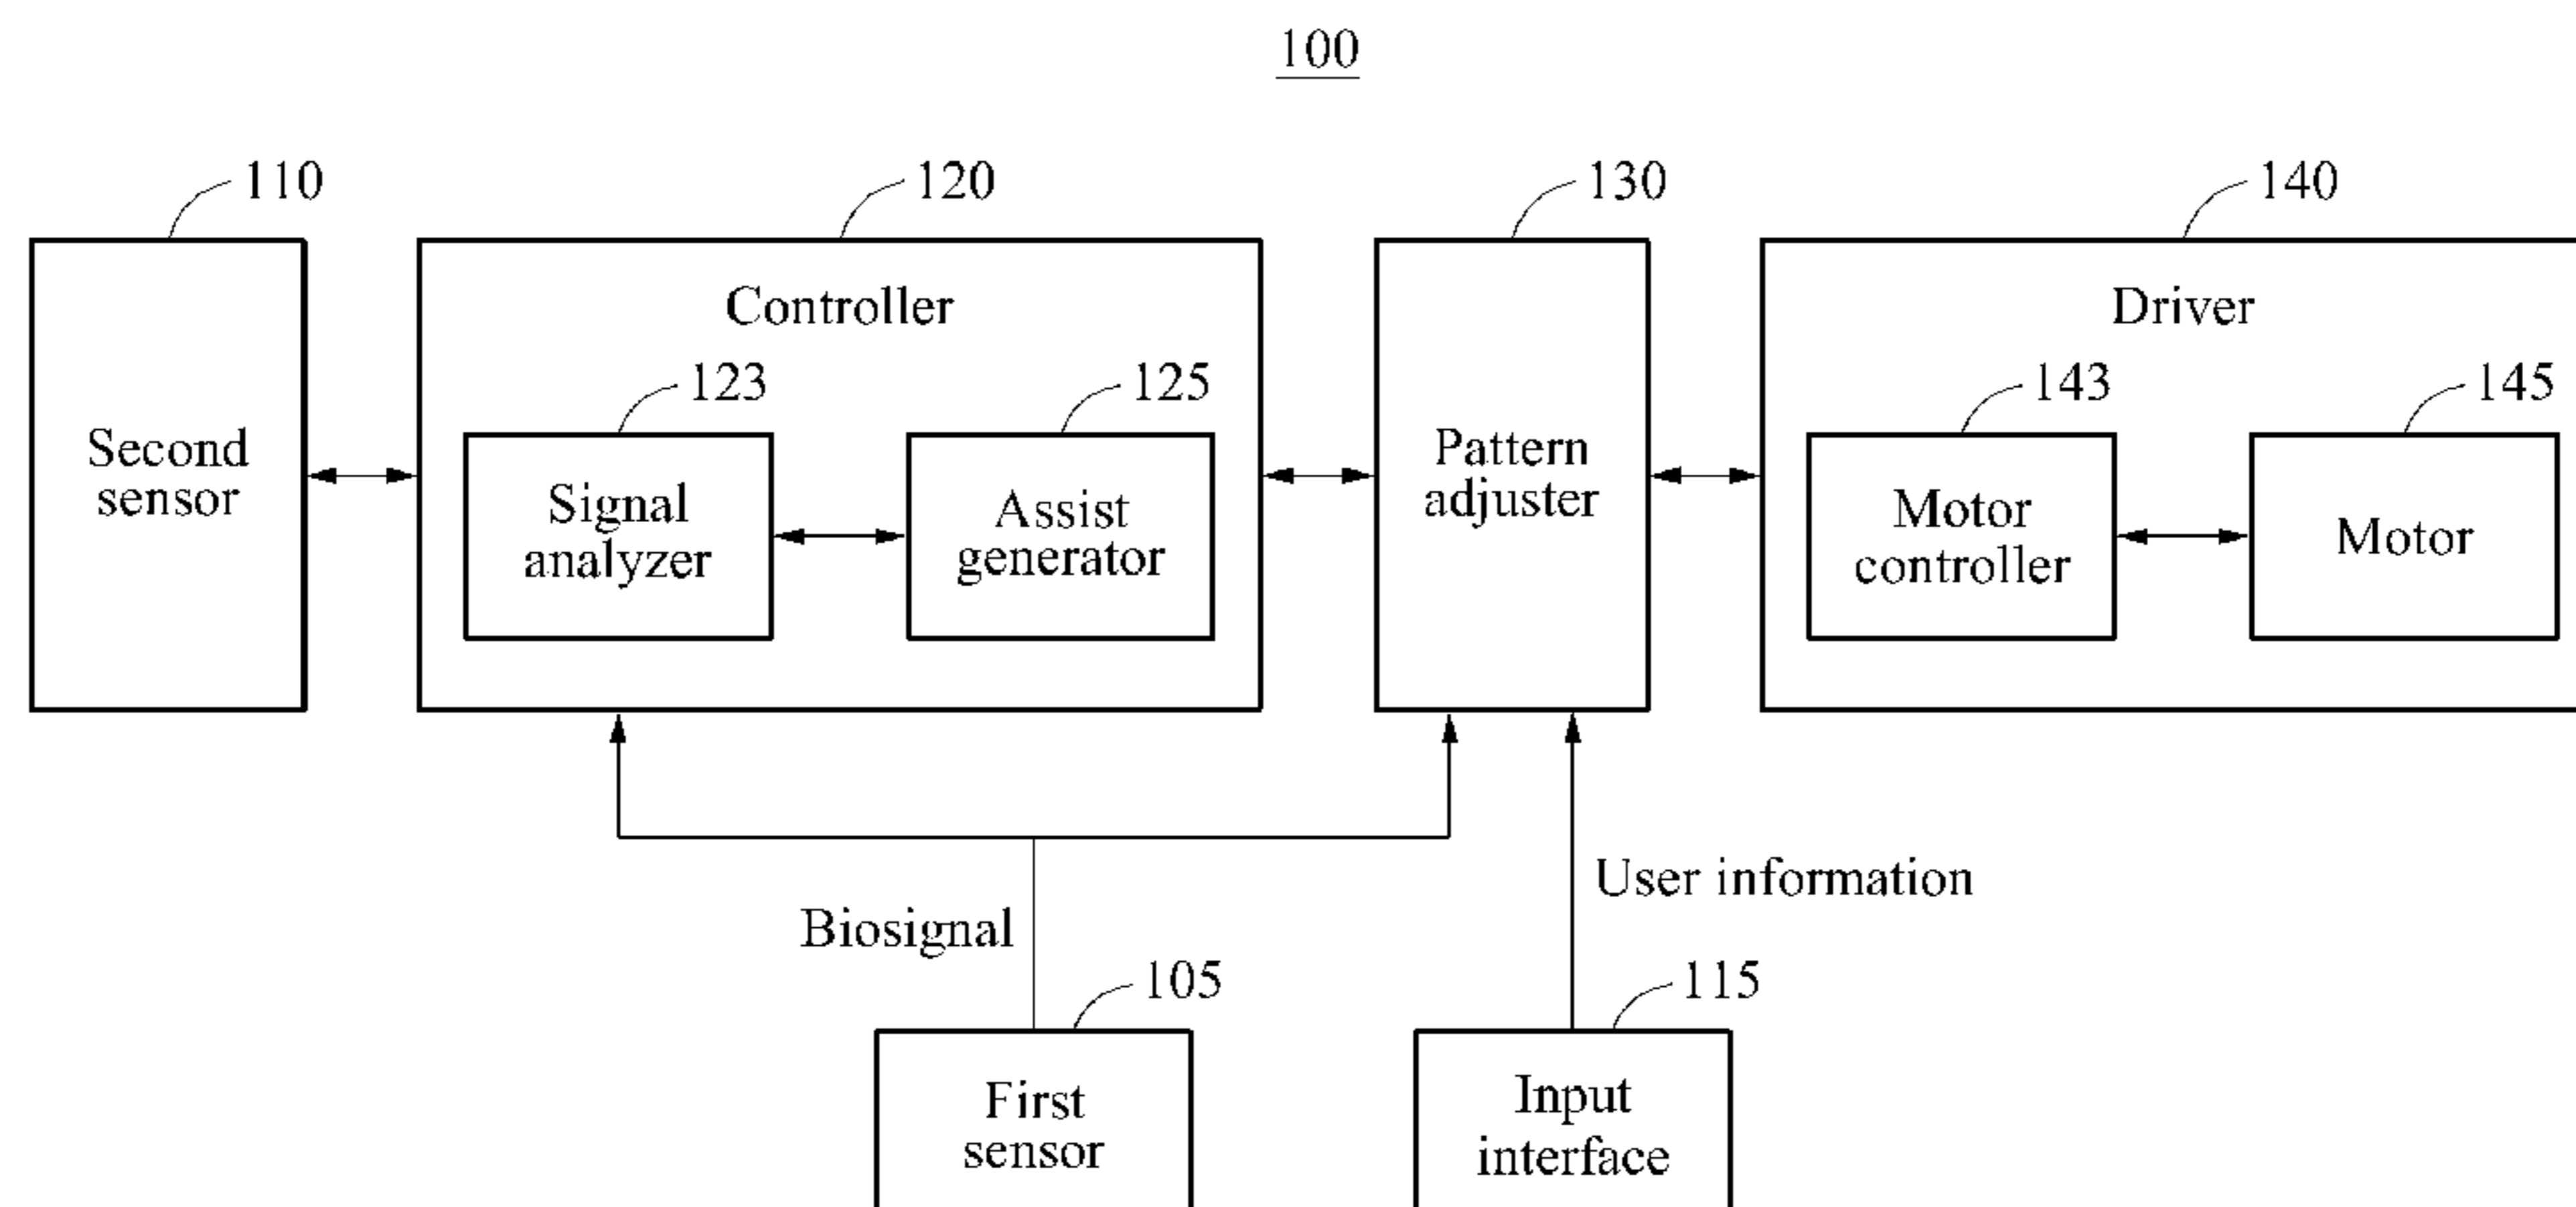 100
110
120
130
140
Controller
Driver
123
125
143
145
Second
sensor
Signal
analyzer
Assist
generator
Pattern
adjuster
Motor
controller
Motor
User information
Biosignal
105
115
First
sensor
Input
interface